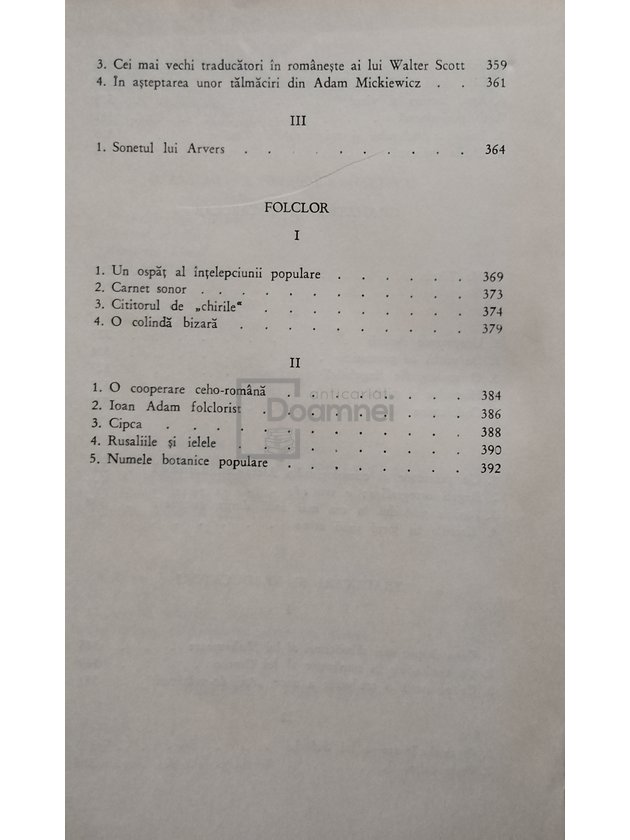 3. Cei mai vechi traducători în românește ai lui Walter Scott 359
4. In așteptarea unor tălmăciri din Adam Mickiewicz . . 361
III
1. Sonetul lui Arvers . . . . . . . . . . 364
FOLCLOR
I
1. Un ospăț al înțelepciunii populare . . . . . . 369
2. Carnet sonor . . . . . . . . . . . 373
3. Cititorul de „chirile“ . . . . . . . . . 374
4. O colindă bizară . . . . . . . . . . 379
II
1. O cooperare ceho-română . . . . . . . . 384
2. Ioan Adam folclorist . . . . . . . . . 386
3. Cipca . . . . . . . . . . . . . 388
4. Rusaliile și ielele . . . . . . . . . . 390
5. Numele botanice populare . . . . . . . . 392
anticariat
Doamnei